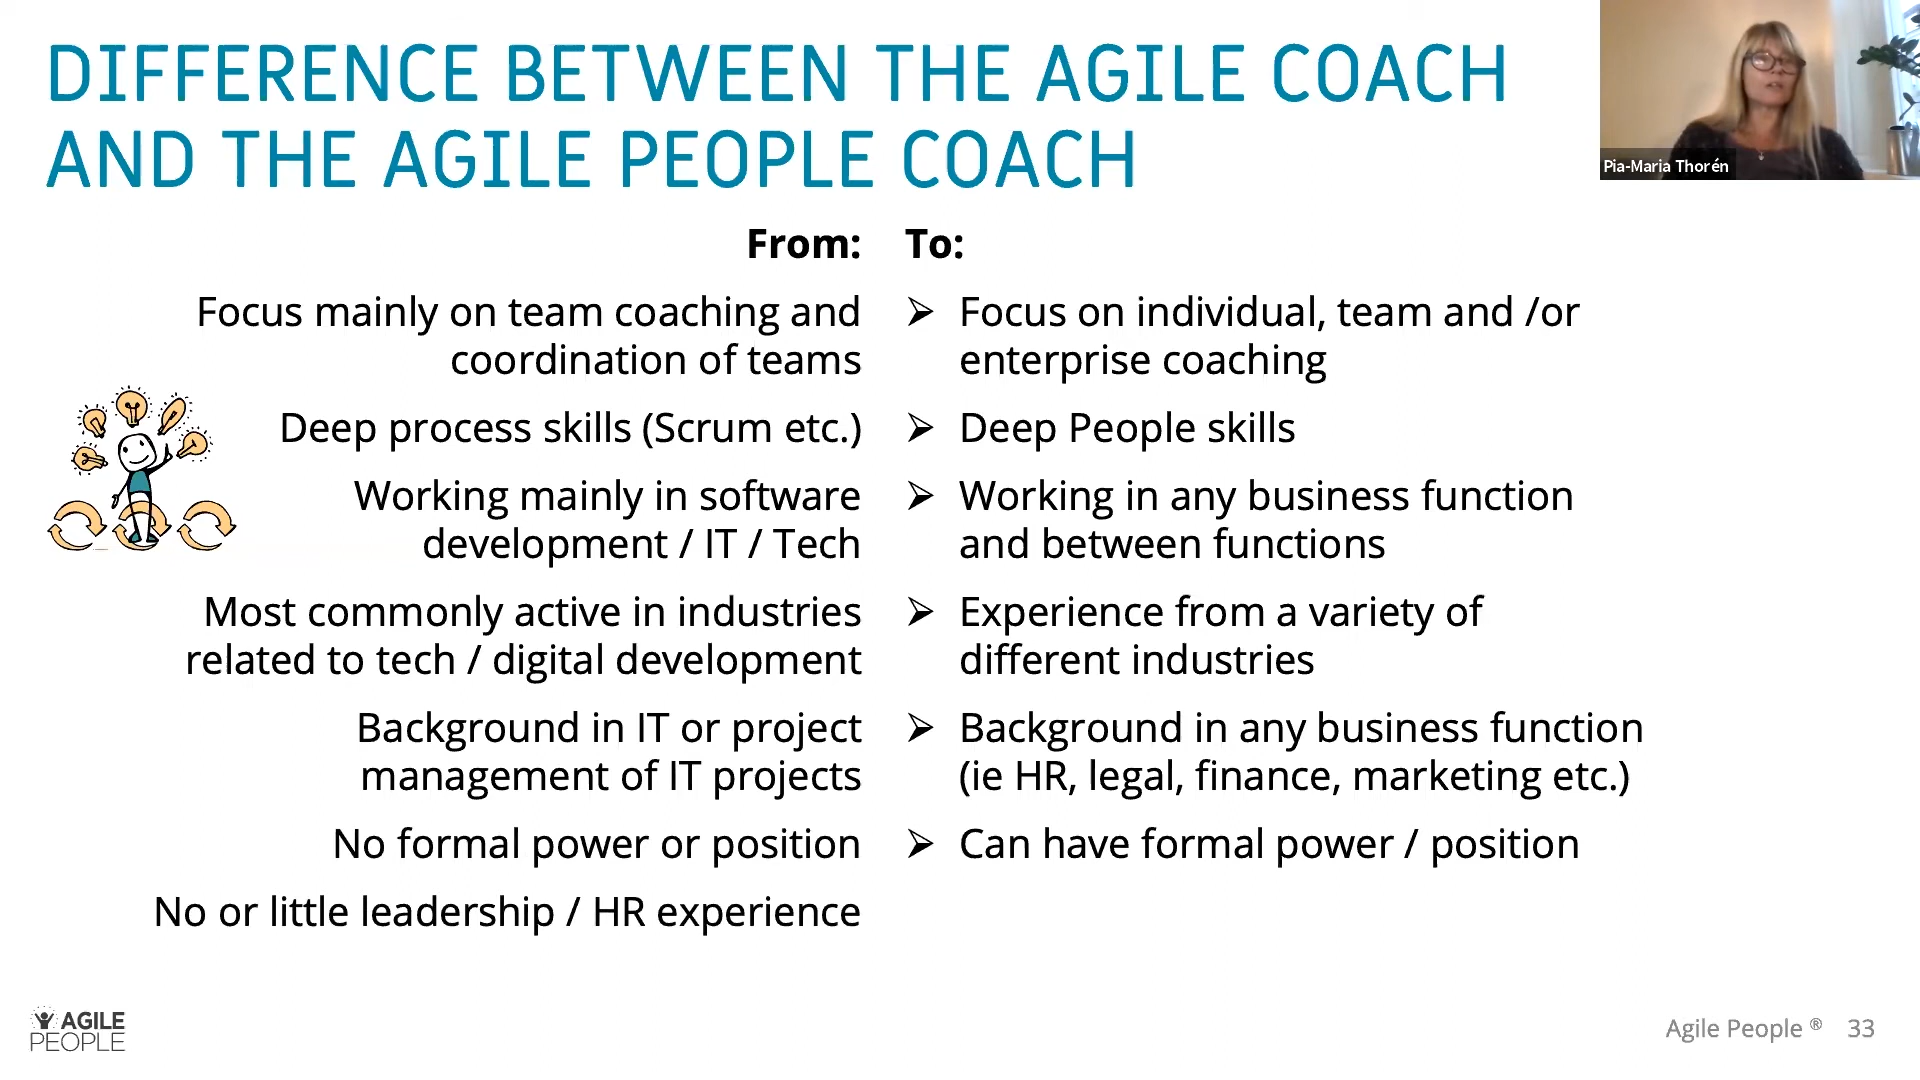 DIFFERENCE BETWEEN THE AGILE COACH
AND THE AGILE PEOPLE COACH
Pia-Maria Thorén
From:
To:
Focus mainly on team coaching and
coordination of teams
➢ Focus on individual, team and /or
enterprise coaching
Deep process skills (Scrum etc.)
➢ Deep People skills
Working mainly in software
development / IT / Tech
➢ Working in any business function
and between functions
Most commonly active in industries
related to tech / digital development
➢ Experience from a variety of
different industries
Background in IT or project
management of IT projects
➢ Background in any business function
(ie HR, legal, finance, marketing etc.)
No formal power or position
➢ Can have formal power / position
No or little leadership / HR experience
AGILE
PEOPLE
Agile People ® 33